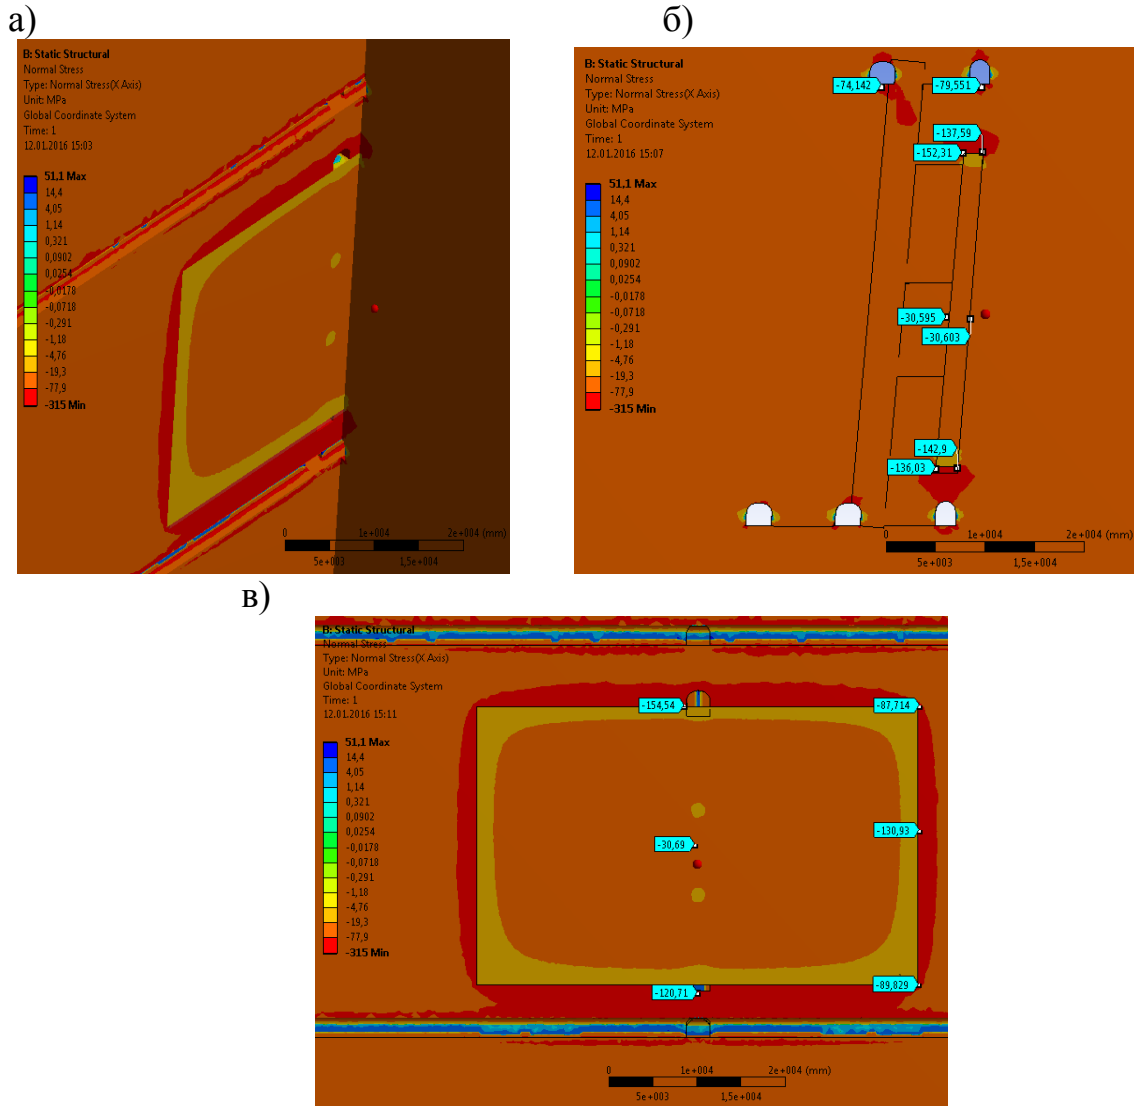 а)
б)
B: Static Structural
Normal Stress
Type: Normal Stress(X Axis)
Unit: MPa
Global Coordinate System
Time: 1
12.01.2016 15:03
51,1 Max
14,4
4,05
1,14
0,321
0,0902
0,0254
-0,0178
-0,0718
-0,291
-1,18
-4,76
-19,3
-77,9
-315 Min
0
1e+004
2e+004 (mm)
5e+003
1,5e+004
B: Static Structural
Normal Stress
Type: Normal Stress(X Axis)
Unit: MPa
Global Coordinate System
Time: 1
12.01.2016 15:07
51,1 Max
14,4
4,05
1,14
0,321
0,0902
0,0254
-0,0178
-0,0718
-0,291
-1,18
-4,76
-19,3
-77,9
-315 Min
-74,142
-79,551
-137,59
-152,31
-30,595
-30,603
-142,9
-136,03
0
1e+004
2e+004 (mm)
5e+003
1,5e+004
в)
B: Static Structural
Normal Stress
Type: Normal Stress(X Axis)
Unit: MPa
Global Coordinate System
Time: 1
12.01.2016 15:11
51,1 Max
14,4
4,05
1,14
0,321
0,0902
0,0254
-0,0178
-0,0718
-0,291
-1,18
-4,76
-19,3
-77,9
-315 Min
-154,54
-87,714
-130,93
-30,69
-89,829
-120,71
0
1e+004
2e+004 (mm)
5e+003
1,5e+004